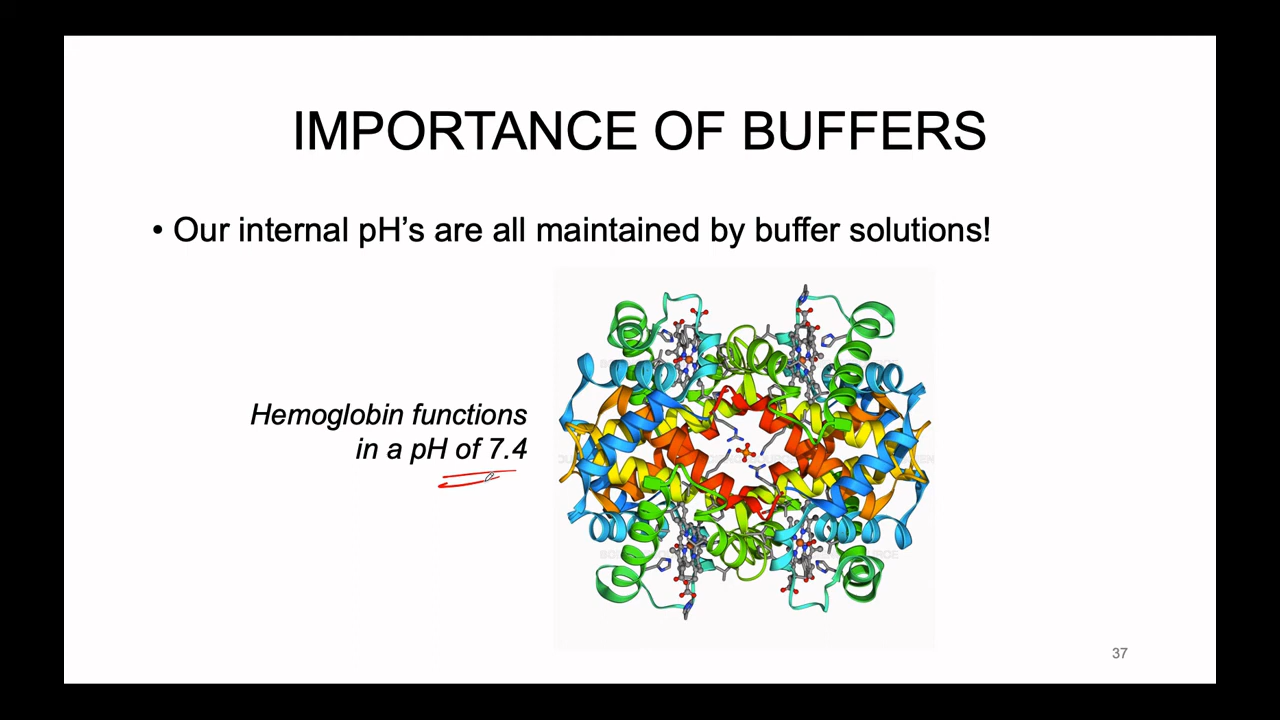 IMPORTANCE OF BUFFERS
• Our internal pH’s are all maintained by buffer solutions!
Hemoglobin functions
in a pH of 7.4
37